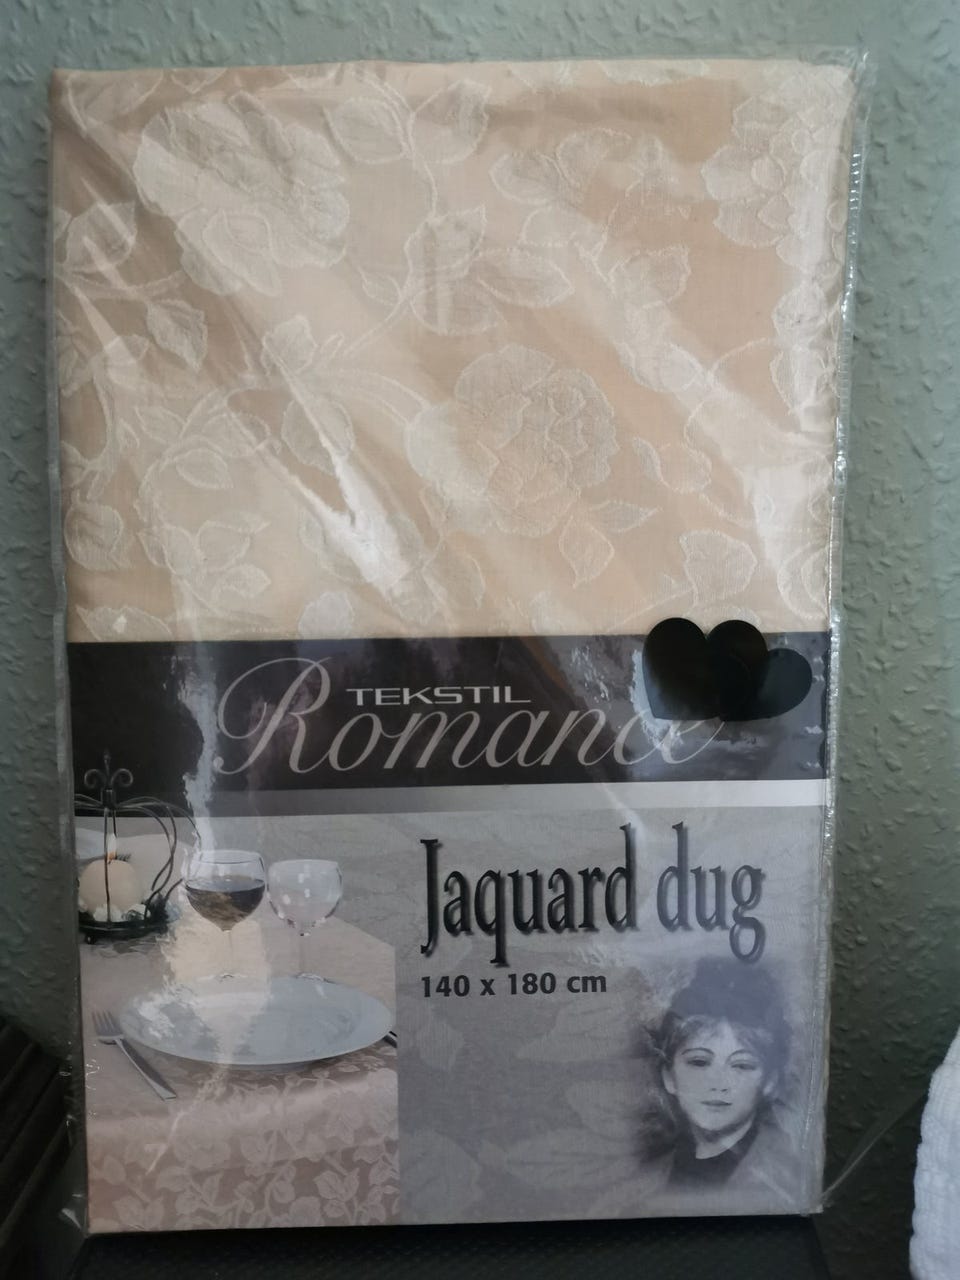 TEKSTIL
Romance
Jaquard dug
140 x 180 cm